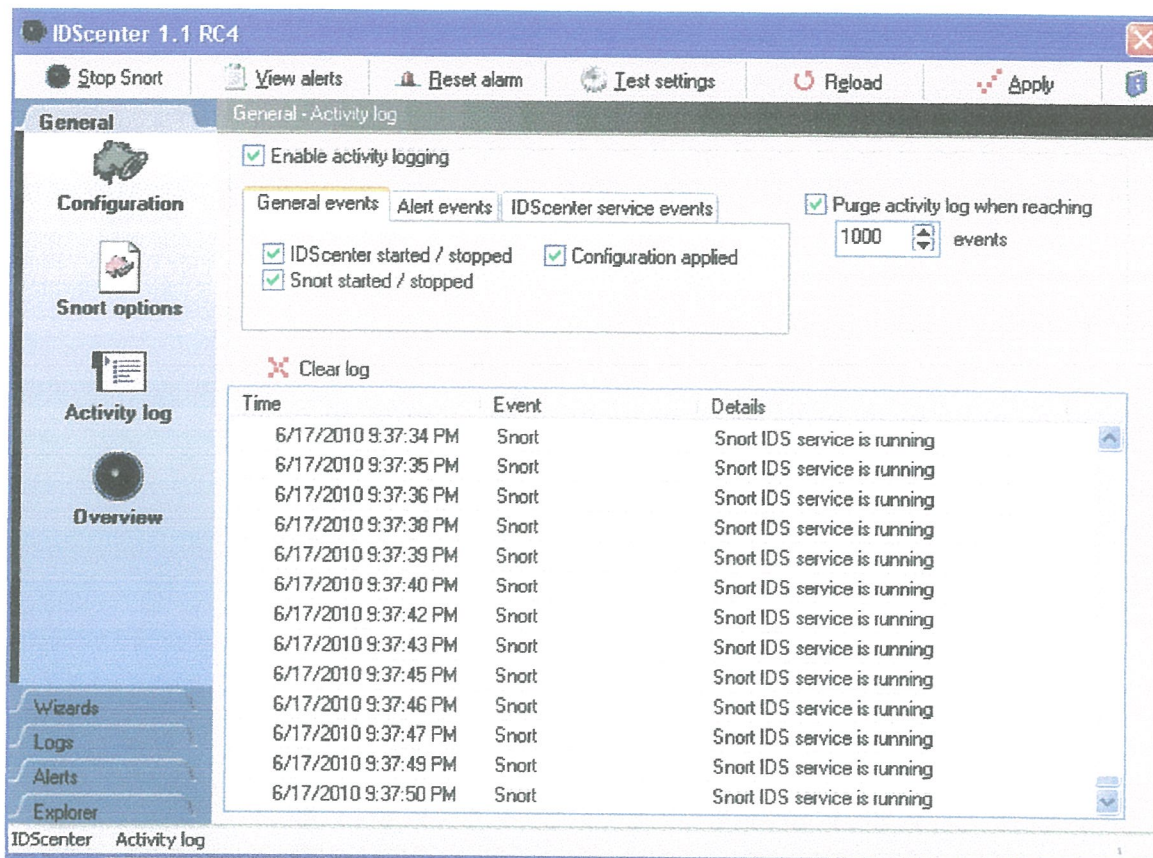 IDScenter 1.1 RC4
Stop Snort View alerts Reset alarm Test settings Reload Apply
General
General - Activity log
Enable activity logging
Configuration
General events Alert events IDScenter service events
Purge activity log when reaching
1000 events
IDScenter started / stopped Configuration applied
Snort started / stopped
Snort options
Clear log
Activity log
Overview
Time Event Details
6/17/2010 9:37:34 PM Snort Snort IDS service is running
6/17/2010 9:37:35 PM Snort Snort IDS service is running
6/17/2010 9:37:36 PM Snort Snort IDS service is running
6/17/2010 9:37:38 PM Snort Snort IDS service is running
6/17/2010 9:37:39 PM Snort Snort IDS service is running
6/17/2010 9:37:40 PM Snort Snort IDS service is running
6/17/2010 9:37:42 PM Snort Snort IDS service is running
6/17/2010 9:37:43 PM Snort Snort IDS service is running
6/17/2010 9:37:45 PM Snort Snort IDS service is running
6/17/2010 9:37:46 PM Snort Snort IDS service is running
6/17/2010 9:37:47 PM Snort Snort IDS service is running
6/17/2010 9:37:49 PM Snort Snort IDS service is running
6/17/2010 9:37:50 PM Snort Snort IDS service is running
Wizards
Logs
Alerts
Explorer
IDScenter Activity log